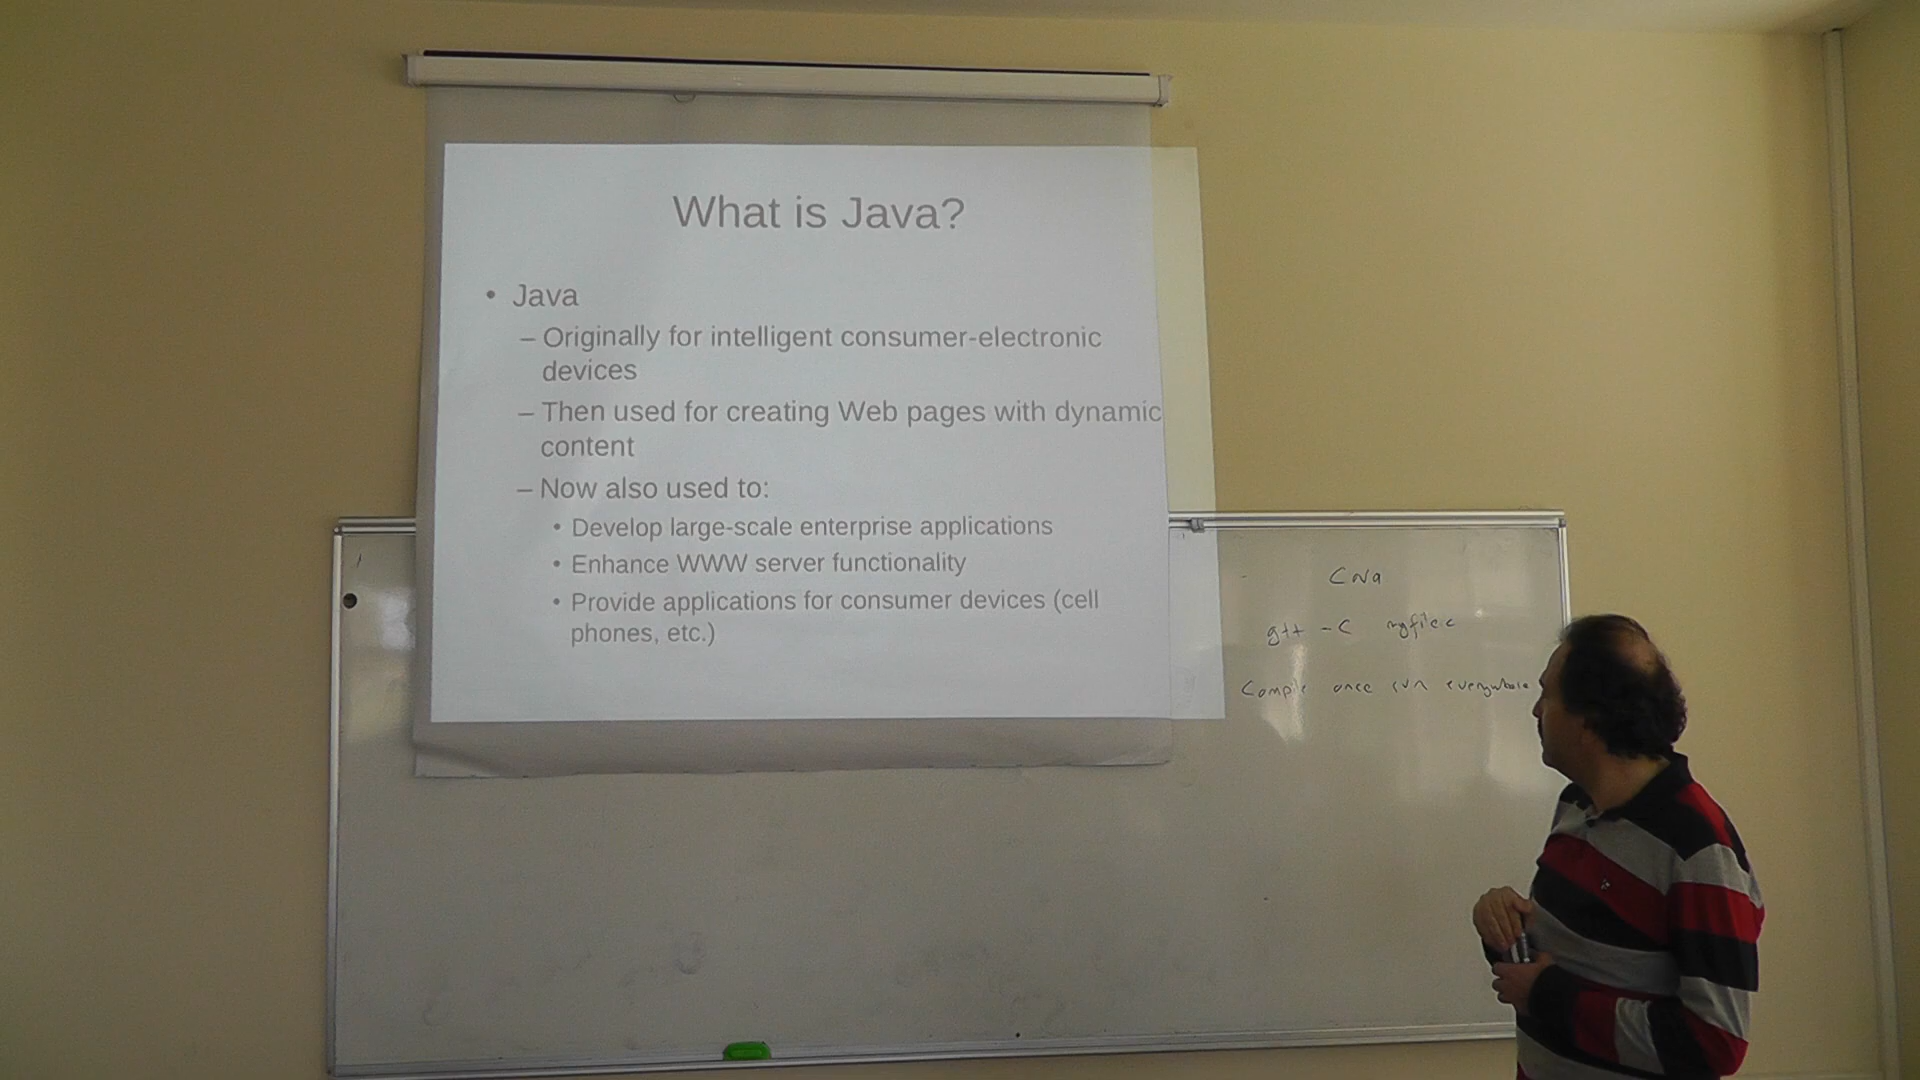 What is Java?
• Java
– Originally for intelligent consumer-electronic
devices
– Then used for creating Web pages with dynamic
content
– Now also used to:
• Develop large-scale enterprise applications
• Enhance WWW server functionality
• Provide applications for consumer devices (cell
phones, etc.)
g++ -c myfile.c
Compile once run everywhere